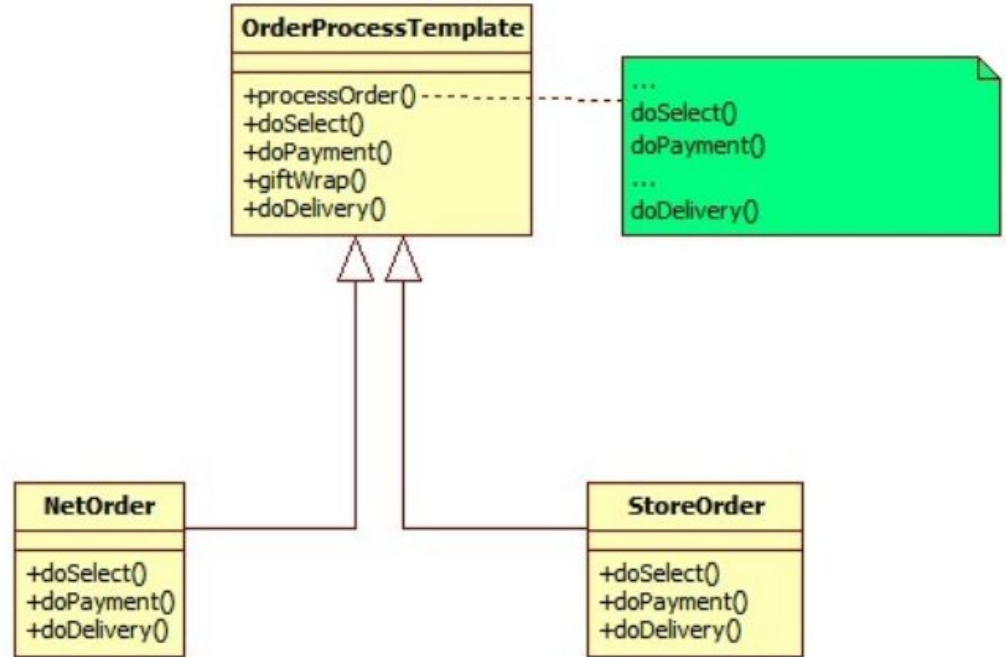 OrderProcessTemplate
+processOrder()
+doSelect()
+doPayment()
+giftWrap()
+doDelivery()
...
doSelect()
doPayment()
...
doDelivery()
NetOrder
+doSelect()
+doPayment()
+doDelivery()
StoreOrder
+doSelect()
+doPayment()
+doDelivery()